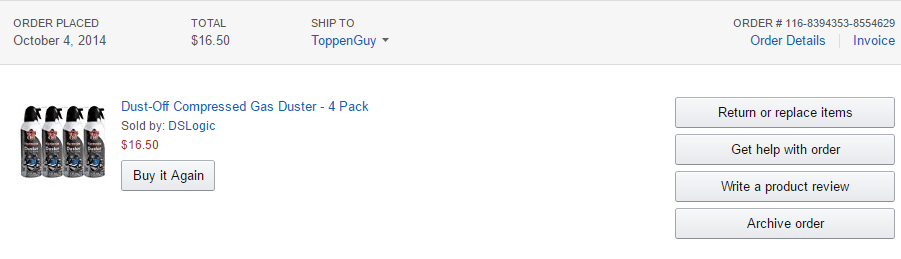 ORDER PLACED
October 4, 2014
TOTAL
$16.50
SHIP TO
ToppenGuy
ORDER # 116-8394353-8554629
Order Details
Invoice
Dust-Off Compressed Gas Duster - 4 Pack
Sold by: DSLogic
$16.50
Buy it Again
Return or replace items
Get help with order
Write a product review
Archive order